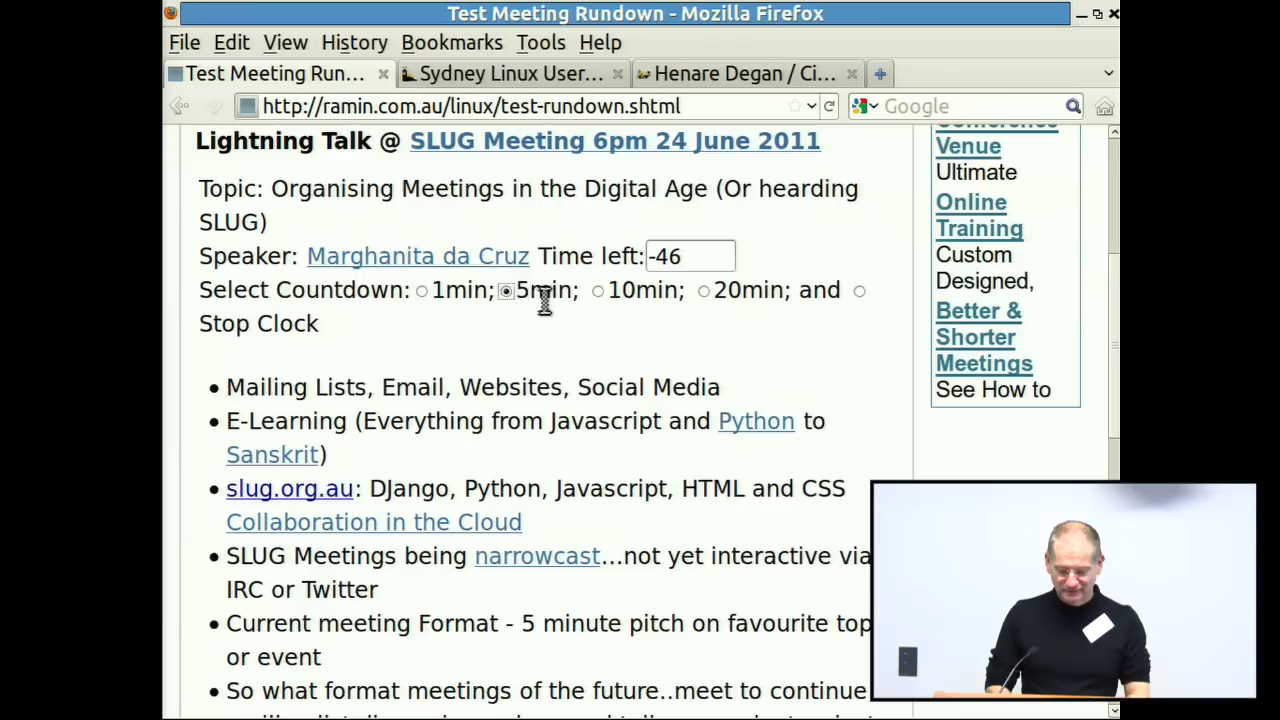 Test Meeting Rundown - Mozilla Firefox
File Edit View History Bookmarks Tools Help
Test Meeting Run... Sydney Linux User... Henare Degan / Ci...
http://ramin.com.au/linux/test-rundown.shtml Google
Lightning Talk @ SLUG Meeting 6pm 24 June 2011
Topic: Organising Meetings in the Digital Age (Or hearding
SLUG)
Speaker: Marghanita da Cruz Time left: -46
Select Countdown: 1min; 5min; 10min; 20min; and
Stop Clock
• Mailing Lists, Email, Websites, Social Media
• E-Learning (Everything from Javascript and Python to
Sanskrit)
• slug.org.au: DJango, Python, Javascript, HTML and CSS
Collaboration in the Cloud
• SLUG Meetings being narrowcast...not yet interactive via
IRC or Twitter
• Current meeting Format - 5 minute pitch on favourite top
or event
• So what format meetings of the future..meet to continue
Conference
Venue
Ultimate
Online
Training
Custom
Designed,
Better &
Shorter
Meetings
See How to